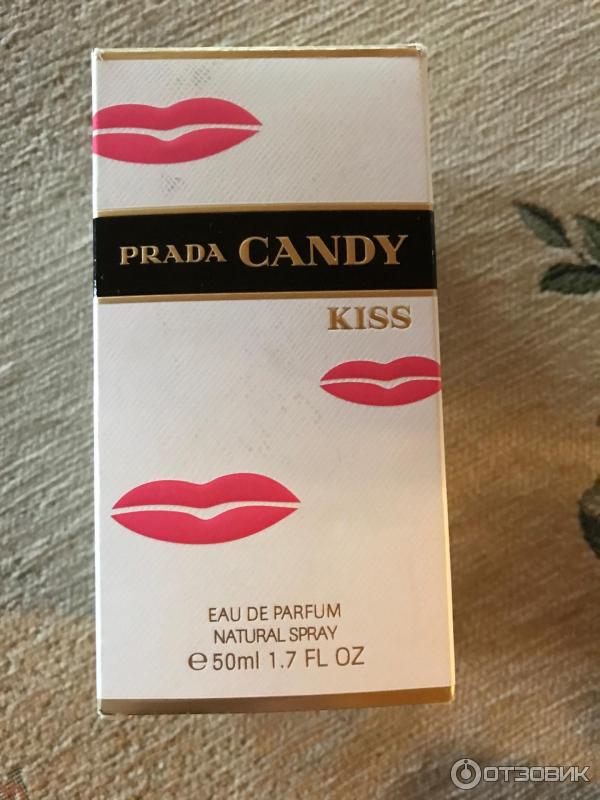 PRADA CANDY
KISS
EAU DE PARFUM
NATURAL SPRAY
℮50ml 1.7 FL OZ
ОТЗОВИК